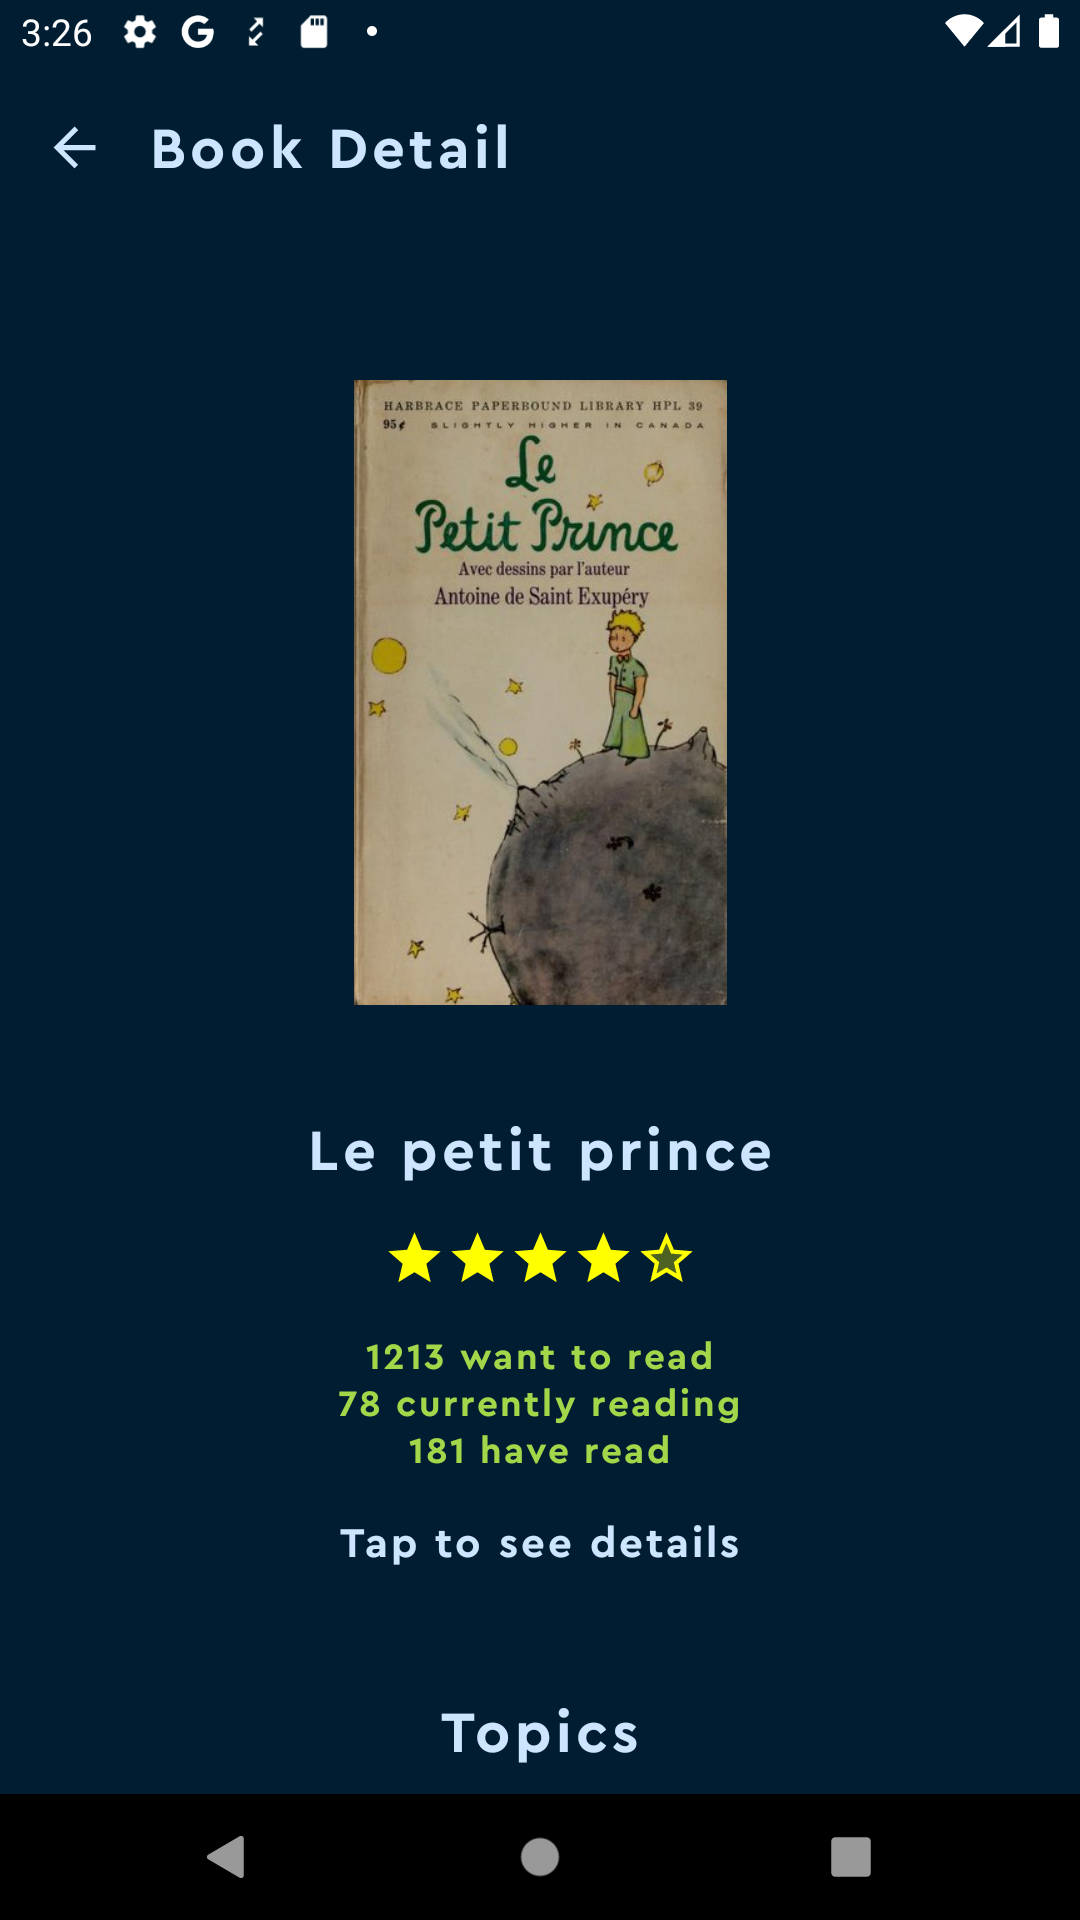 3:26
Book Detail
HARBRACE PAPERBOUND LIBRARY HPL 39
95¢ SLIGHTLY HIGHER IN CANADA
Le
Petit Prince
Avec dessins par l'auteur
Antoine de Saint Exupéry
Le petit prince
1213 want to read
78 currently reading
181 have read
Tap to see details
Topics